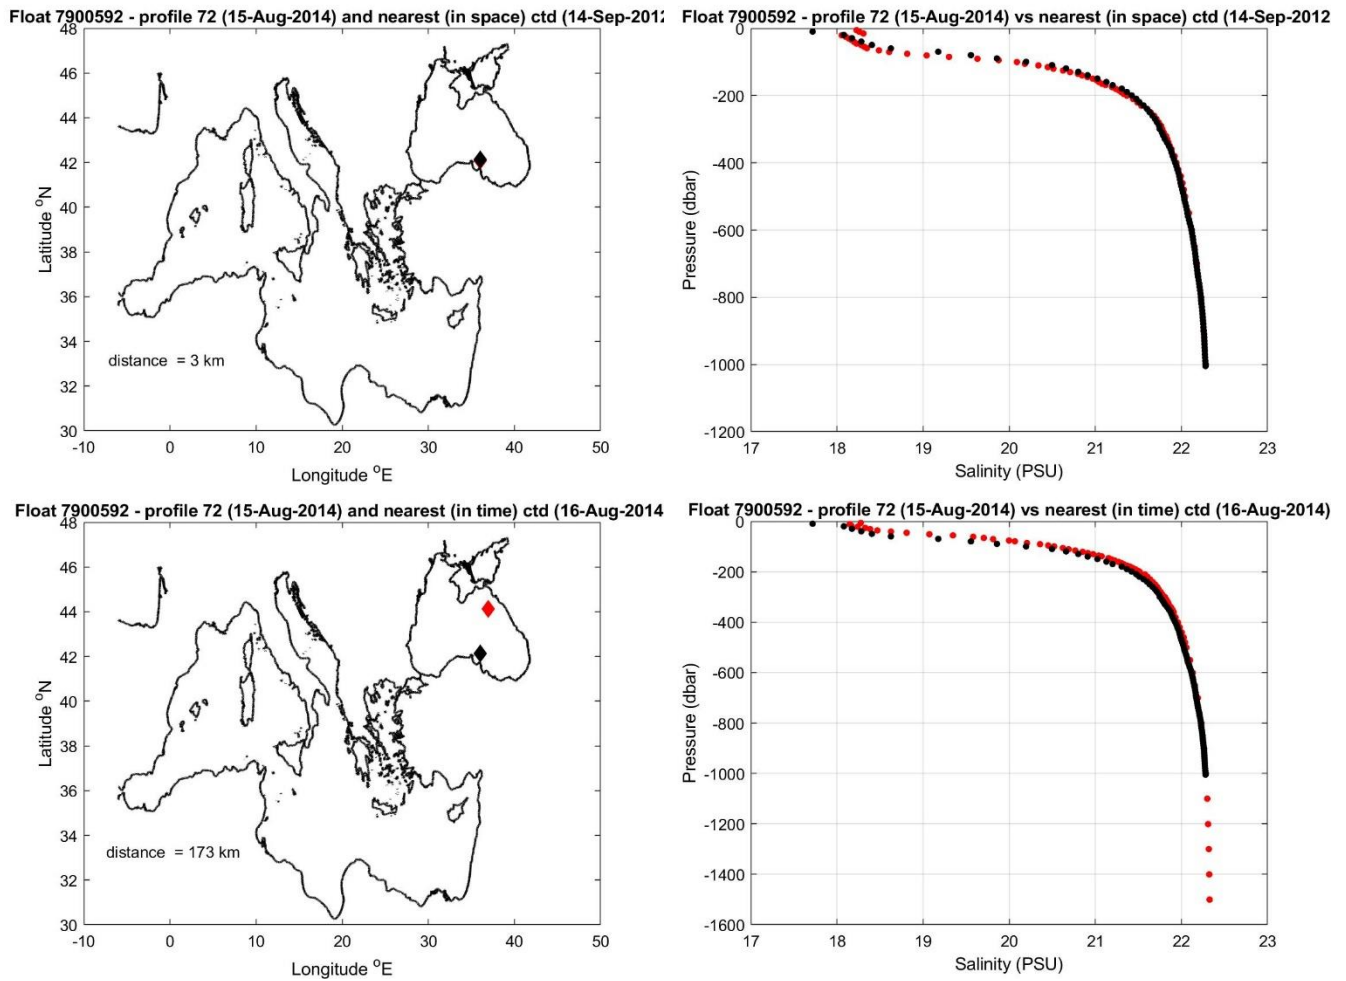 Float 7900592 - profile 72 (15-Aug-2014) and nearest (in space) ctd (14-Sep-2012
48
46
44
42
40
38
36
34
32
30
Latitude °N
distance = 3 km
-10 0 10 20 30 40 50
Longitude °E
Float 7900592 - profile 72 (15-Aug-2014) vs nearest (in space) ctd (14-Sep-2012
0
-200
-400
-600
-800
-1000
-1200
Pressure (dbar)
17 18 19 20 21 22 23
Salinity (PSU)
Float 7900592 - profile 72 (15-Aug-2014) and nearest (in time) ctd (16-Aug-2014
48
46
44
42
40
38
36
34
32
30
Latitude °N
distance = 173 km
-10 0 10 20 30 40 50
Longitude °E
Float 7900592 - profile 72 (15-Aug-2014) vs nearest (in time) ctd (16-Aug-2014)
0
-200
-400
-600
-800
-1000
-1200
-1400
-1600
Pressure (dbar)
17 18 19 20 21 22 23
Salinity (PSU)